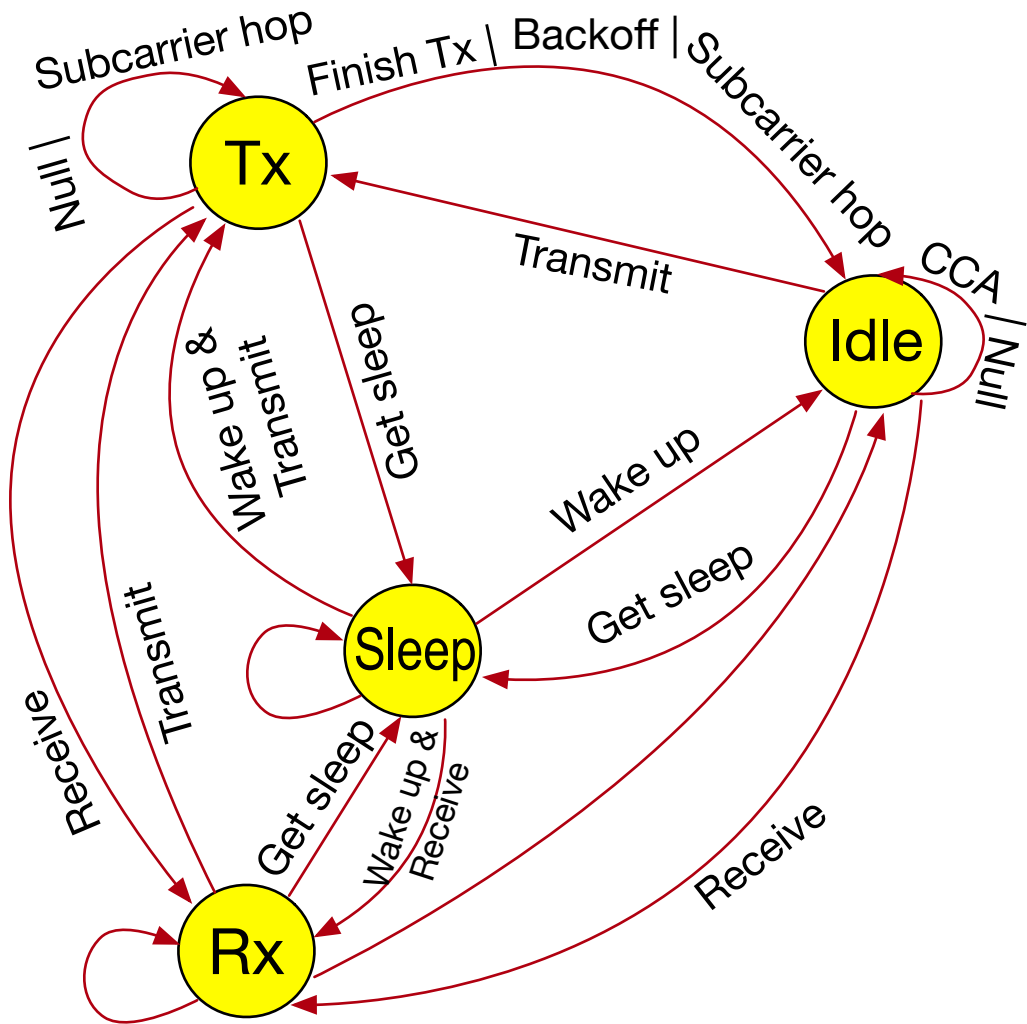 Subcarrier hop
Null |
Finish Tx | Backoff | Subcarrier hop
Tx
Transmit
CCA | Null
Idle
Get sleep
Wake up &
Transmit
Wake up
Get sleep
Sleep
Transmit
Receive
Get sleep
Wake up &
Receive
Receive
Rx